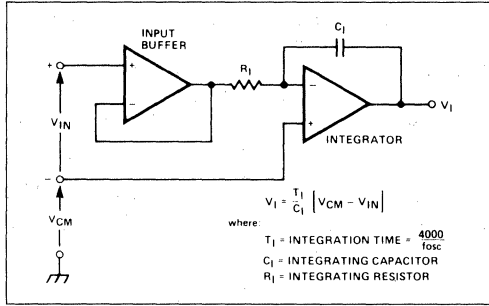 INPUT
BUFFER
C_I
R_I
+
+
−
−
V_I
V_IN
+
INTEGRATOR
−
V_CM
V_I = T_I/C_I [V_CM − V_IN]
where:
T_I = INTEGRATION TIME = 4000/fosc
C_I = INTEGRATING CAPACITOR
R_I = INTEGRATING RESISTOR